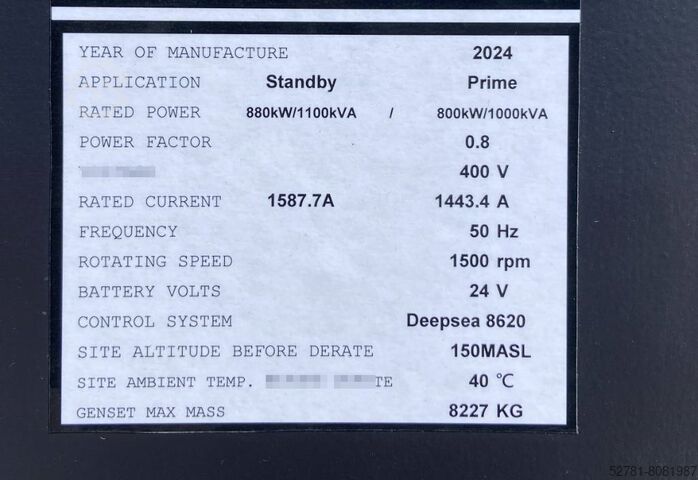 YEAR OF MANUFACTURE 2024
APPLICATION Standby Prime
RATED POWER 880kW/1100kVA / 800kW/1000kVA
POWER FACTOR 0.8
400 V
RATED CURRENT 1587.7A 1443.4 A
FREQUENCY 50 Hz
ROTATING SPEED 1500 rpm
BATTERY VOLTS 24 V
CONTROL SYSTEM Deepsea 8620
SITE ALTITUDE BEFORE DERATE 150MASL
SITE AMBIENT TEMP. TE 40 ℃
GENSET MAX MASS 8227 KG
52781-8081987